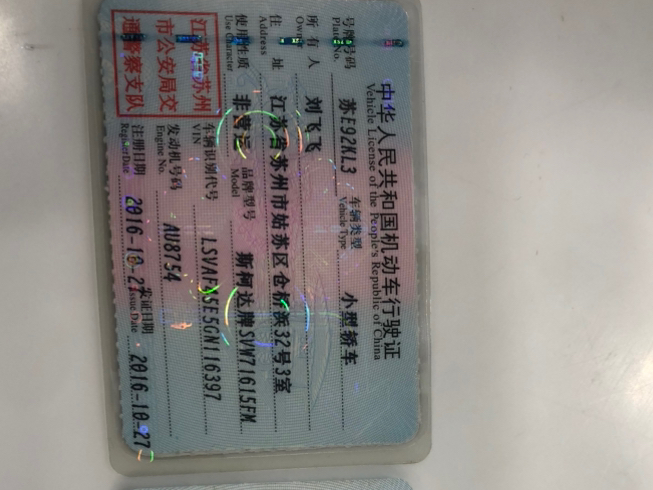 中华人民共和国机动车行驶证
Vehicle License of the People's Republic of China
号牌号码 苏E92KL3 车辆类型 小型轿车
Plate No. Vehicle Type
所有人 刘飞飞
Owner
住址 江苏省苏州市姑苏区仓桥浜32号3室
Address
使用性质 非营运 品牌型号 斯柯达牌SVW71615FM
Use Character Model
江苏省苏州
市公安局交
通警察支队
车辆识别代号
VIN
发动机号码 AU8754
Engine No.
注册日期 2016-10-27 发证日期 2016-10-27
Register Date Issue Date